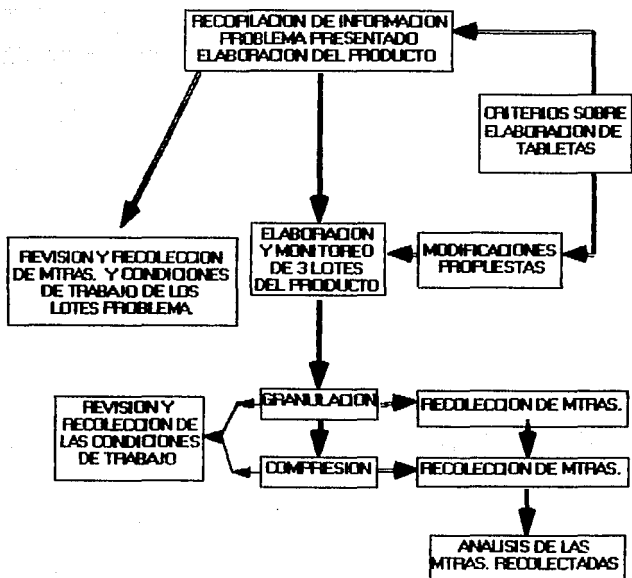 RECOPILACION DE INFORMACION
PROBLEMA PRESENTADO
ELABORACION DEL PRODUCTO
CRITERIOS SOBRE
ELABORACION DE
TABLETAS
ELABORACION
Y MONITOREO
DE 3 LOTES
DEL PRODUCTO
MODIFICACIONES
PROPUESTAS
REVISION Y RECOLECCION
DE MTRAS. Y CONDICIONES
DE TRABAJO DE LOS
LOTES PROBLEMA.
GRANULACION
RECOLECCION DE MTRAS.
REVISION Y
RECOLECCION DE
LAS CONDICIONES
DE TRABAJO
COMPRESION
RECOLECCION DE MTRAS.
ANALISIS DE LAS
MTRAS. RECOLECTADAS